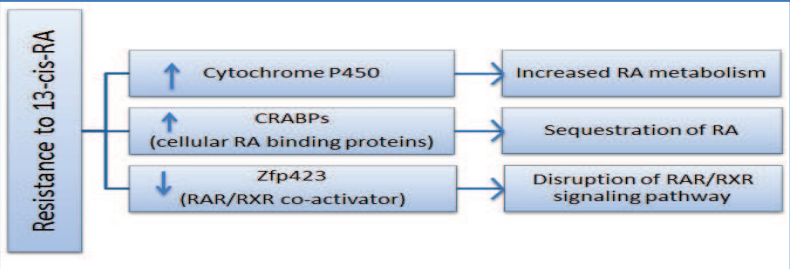 Resistance to 13-cis-RA
Cytochrome P450
Increased RA metabolism
CRABPs
(cellular RA binding proteins)
Sequestration of RA
Zfp423
(RAR/RXR co-activator)
Disruption of RAR/RXR
signaling pathway